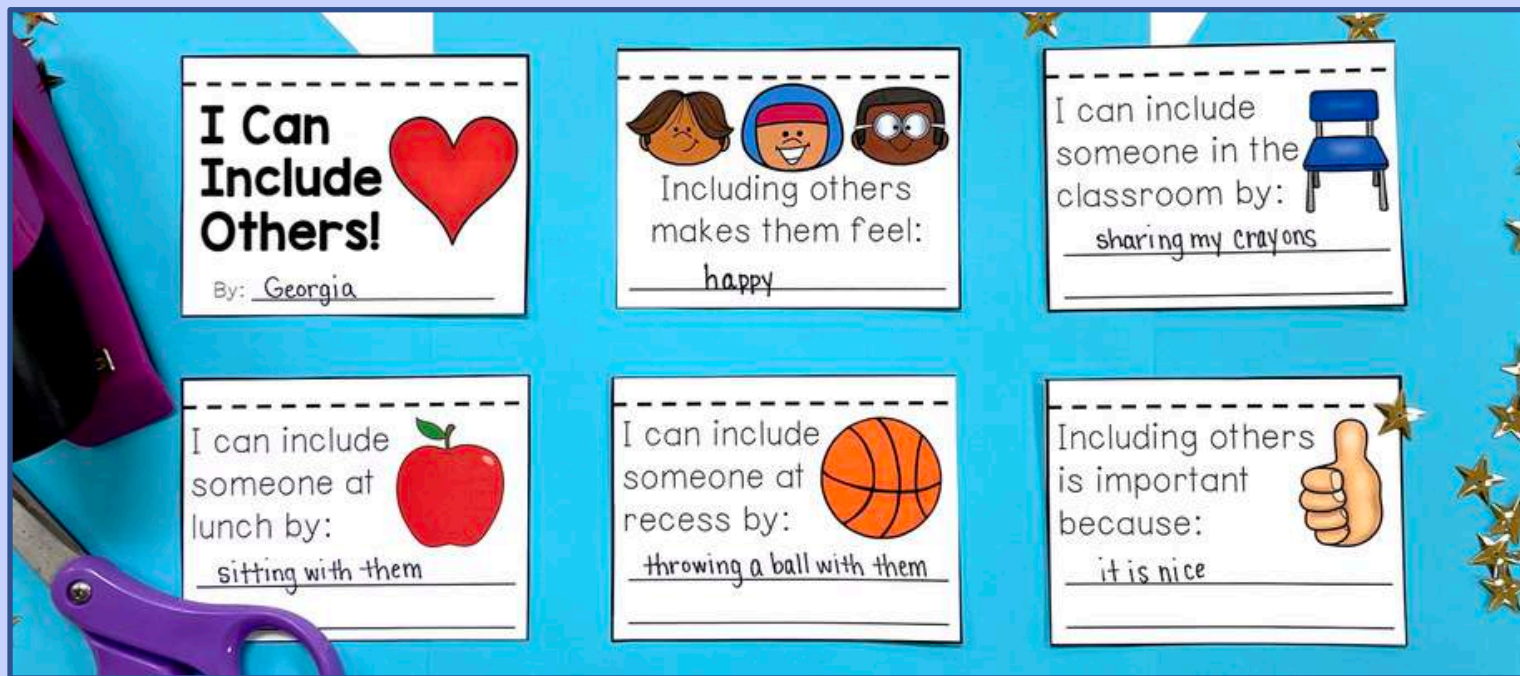 I Can
Include
Others!
By: Georgia
Including others
makes them feel:
happy
I can include
someone in the
classroom by:
sharing my crayons
I can include
someone at
lunch by:
sitting with them
I can include
someone at
recess by:
throwing a ball with them
Including others
is important
because:
it is nice